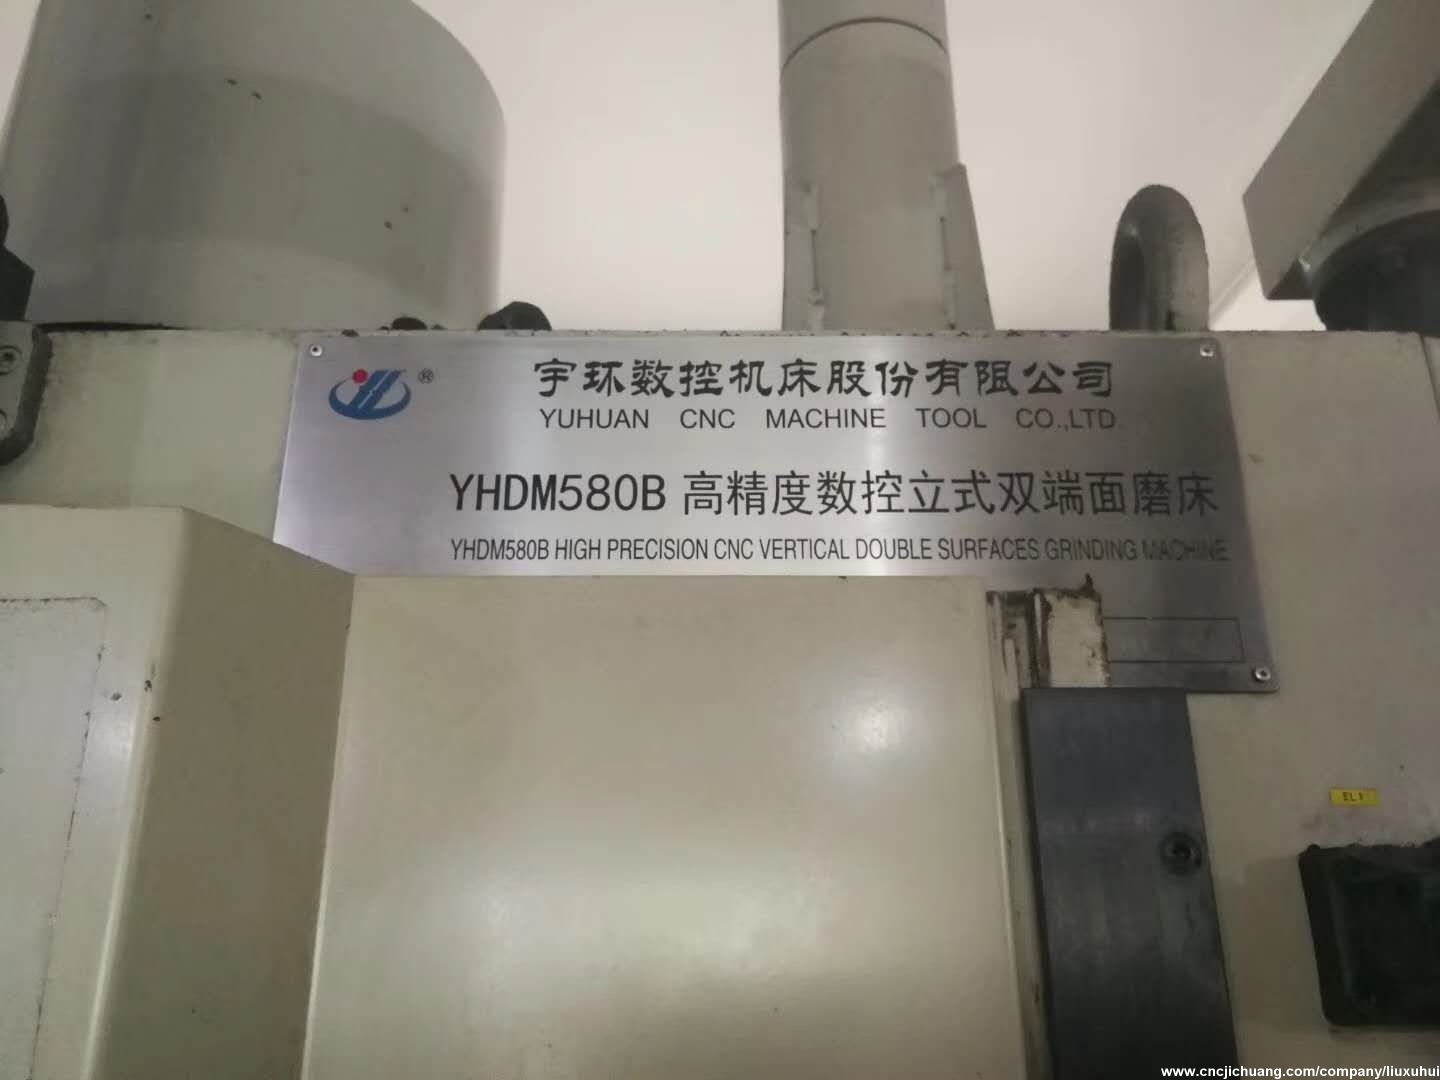 ®
宇环数控机床股份有限公司
YUHUAN CNC MACHINE TOOL CO.,LTD
YHDM580B 高精度数控立式双端面磨床
YHDM580B HIGH PRECISION CNC VERTICAL DOUBLE SURFACES GRINDING MACHINE
EL1
www.cncjichuang.com/company/liuxuhui